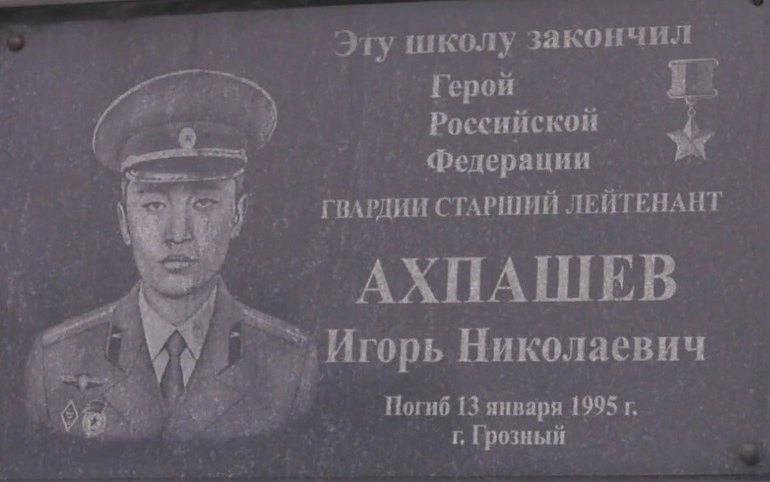 Эту школу закончил
Герой
Российской
Федерации
ГВАРДИИ СТАРШИЙ ЛЕЙТЕНАНТ
АХПАШЕВ
Игорь Николаевич
Погиб 13 января 1995 г.
г. Грозный